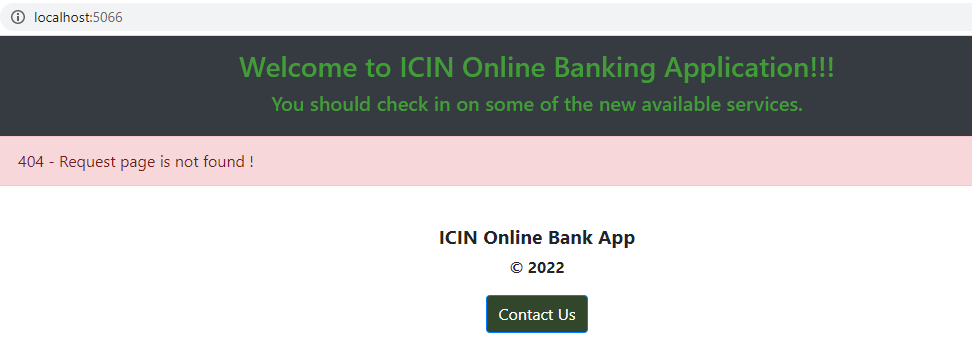 localhost:5066
Welcome to ICIN Online Banking Application!!!
You should check in on some of the new available services.
404 - Request page is not found !
ICIN Online Bank App
© 2022
Contact Us